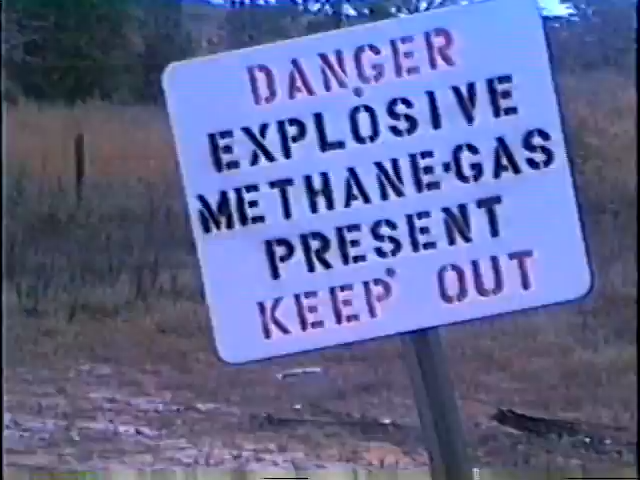 DANGER
EXPLOSIVE
METHANE-GAS
PRESENT
KEEP OUT